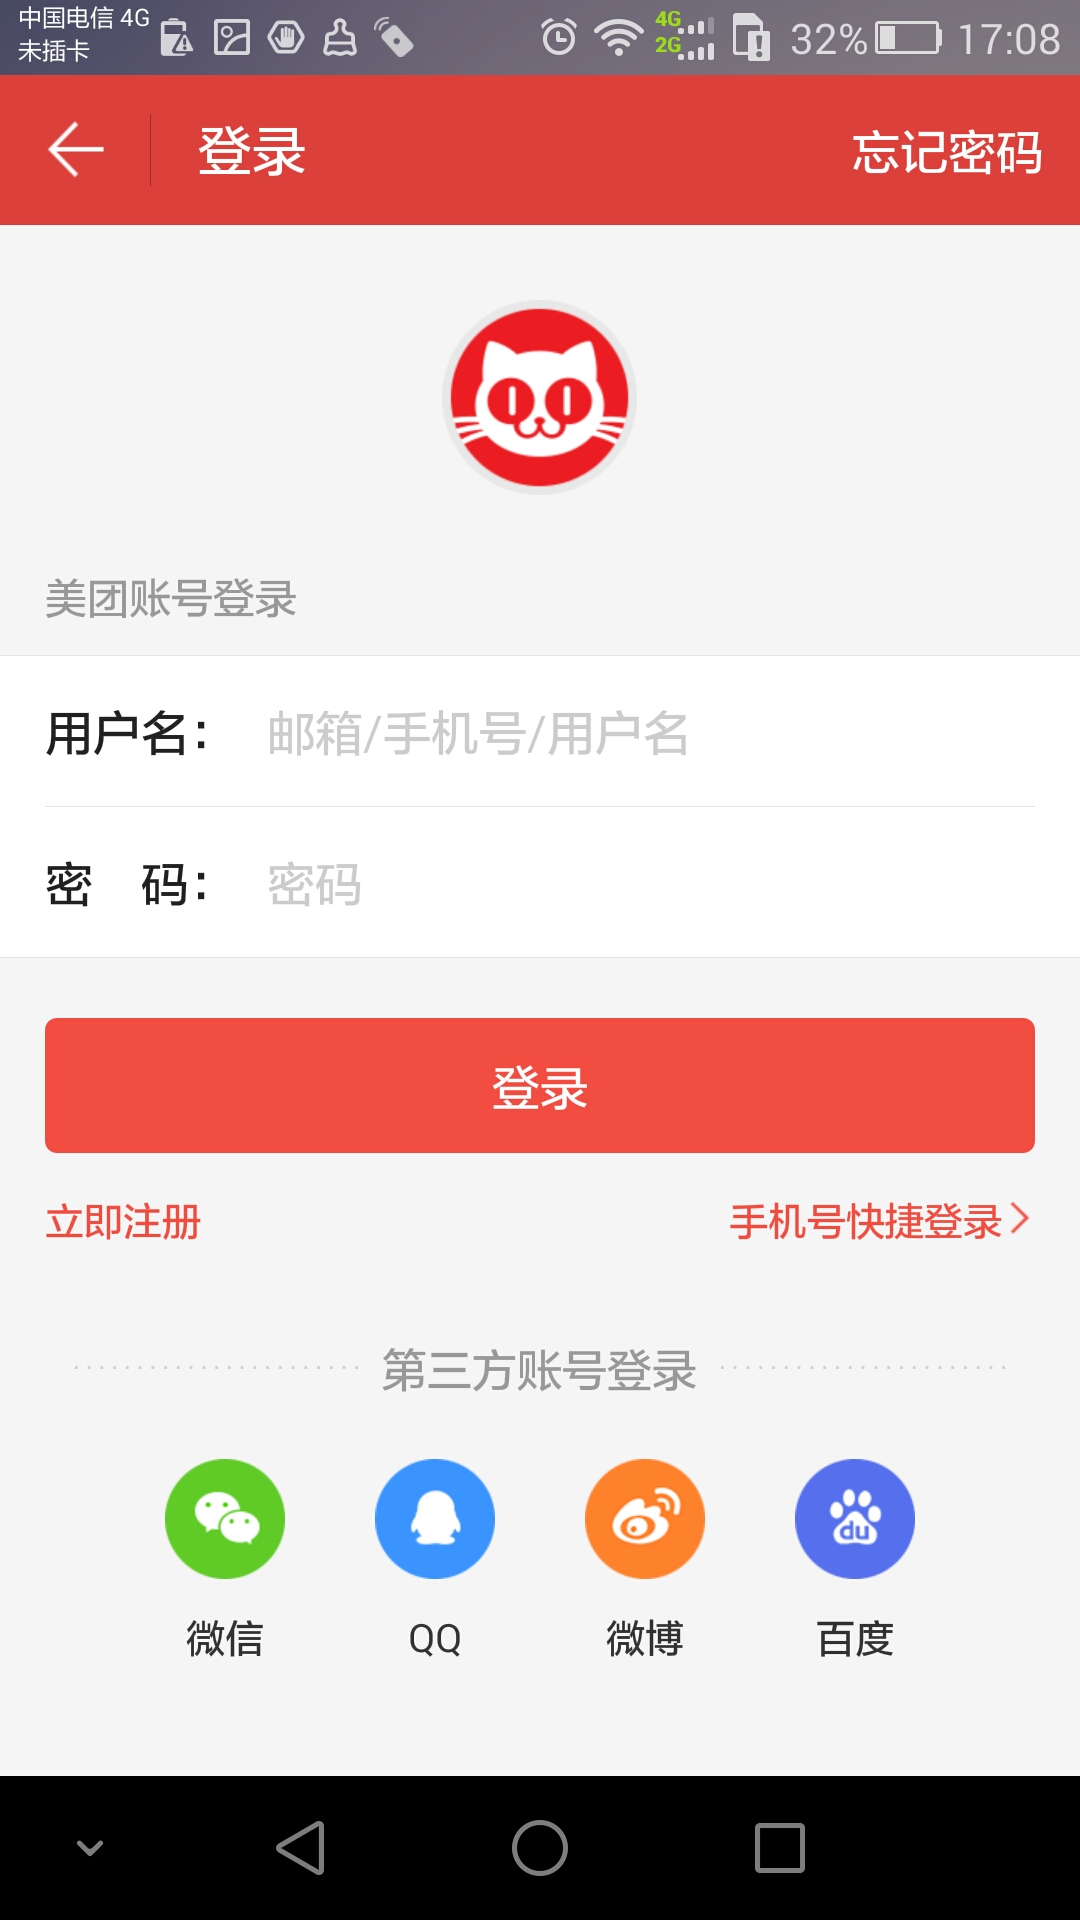 中国电信 4G
未插卡
4G
2G
32%
17:08
登录
忘记密码
美团账号登录
用户名：
邮箱/手机号/用户名
密 码：
密码
登录
立即注册
手机号快捷登录
第三方账号登录
du
微信
QQ
微博
百度